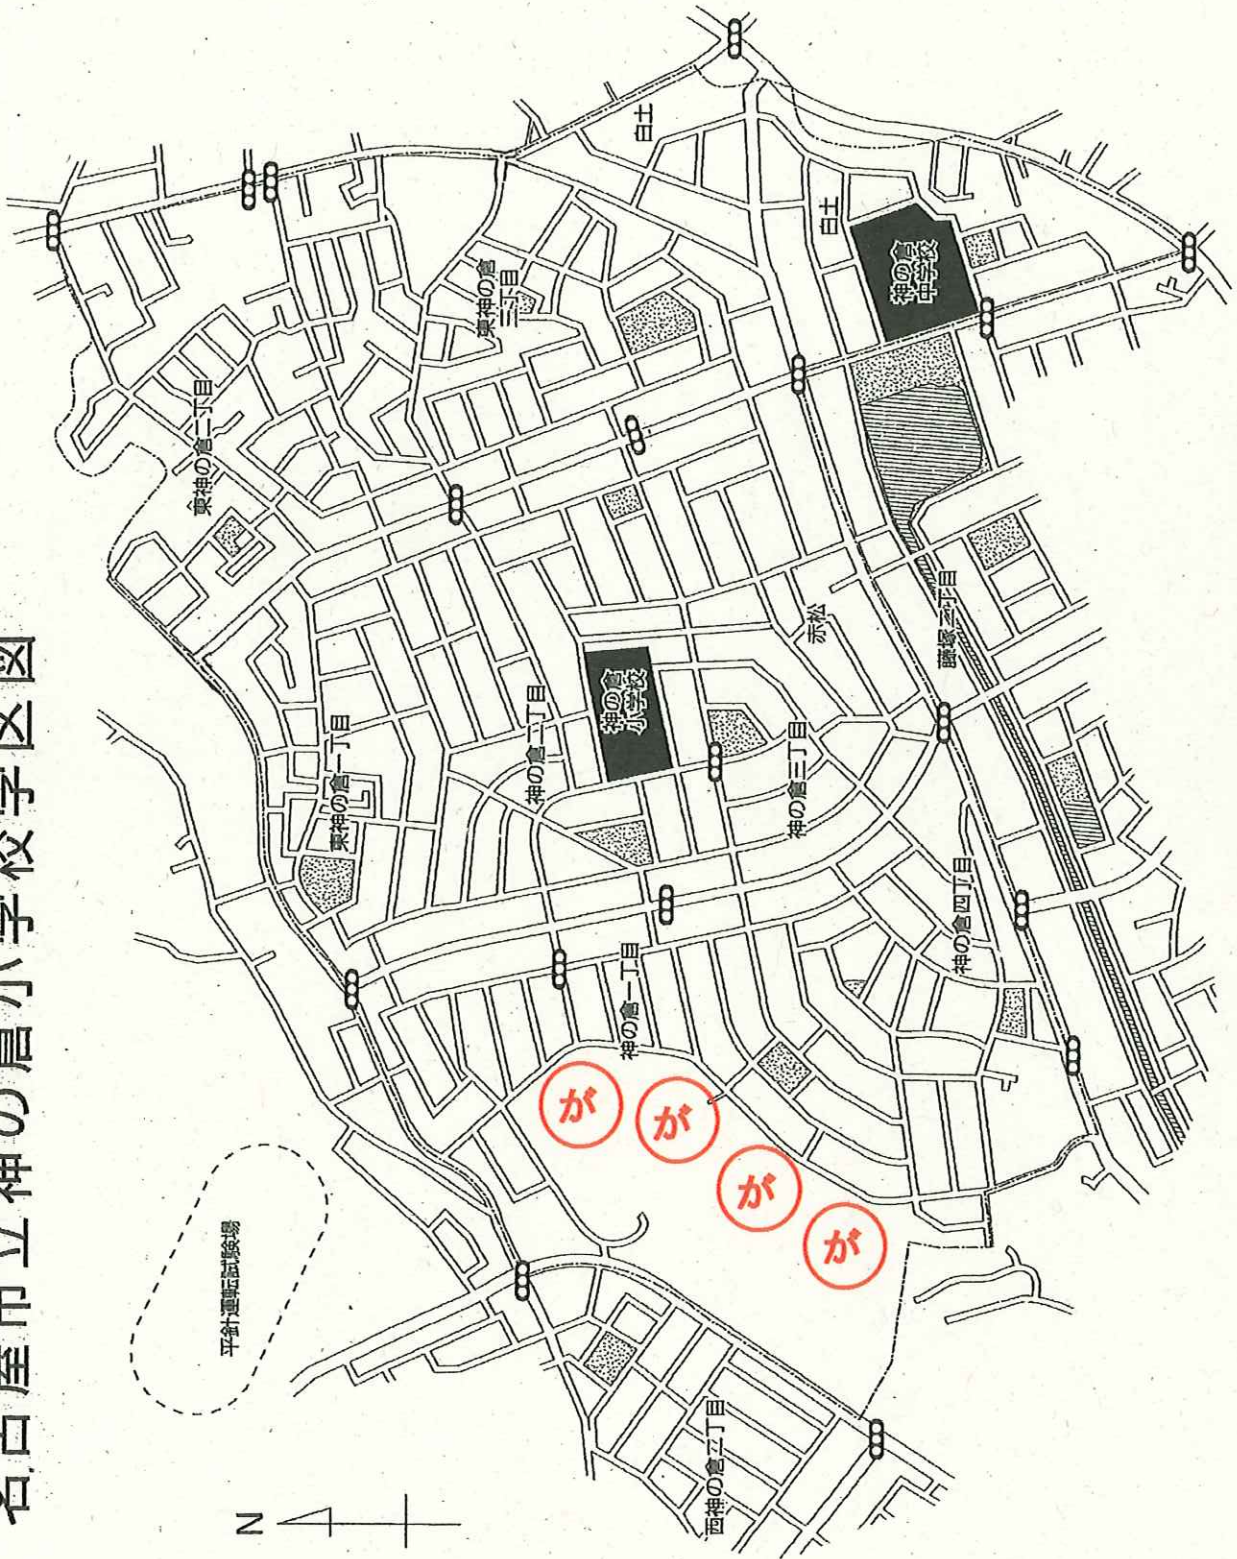 名古屋市立神の倉小学校学区図
N
平針運転試験場
西神の倉三丁目
が
が
が
が
神の倉一丁目
神の倉四丁目
東神の倉一丁目
神の倉二丁目
神の倉小学校
神の倉三丁目
赤松
東神の倉二丁目
東神の倉
三丁目
白土
白土
神の倉
中学校